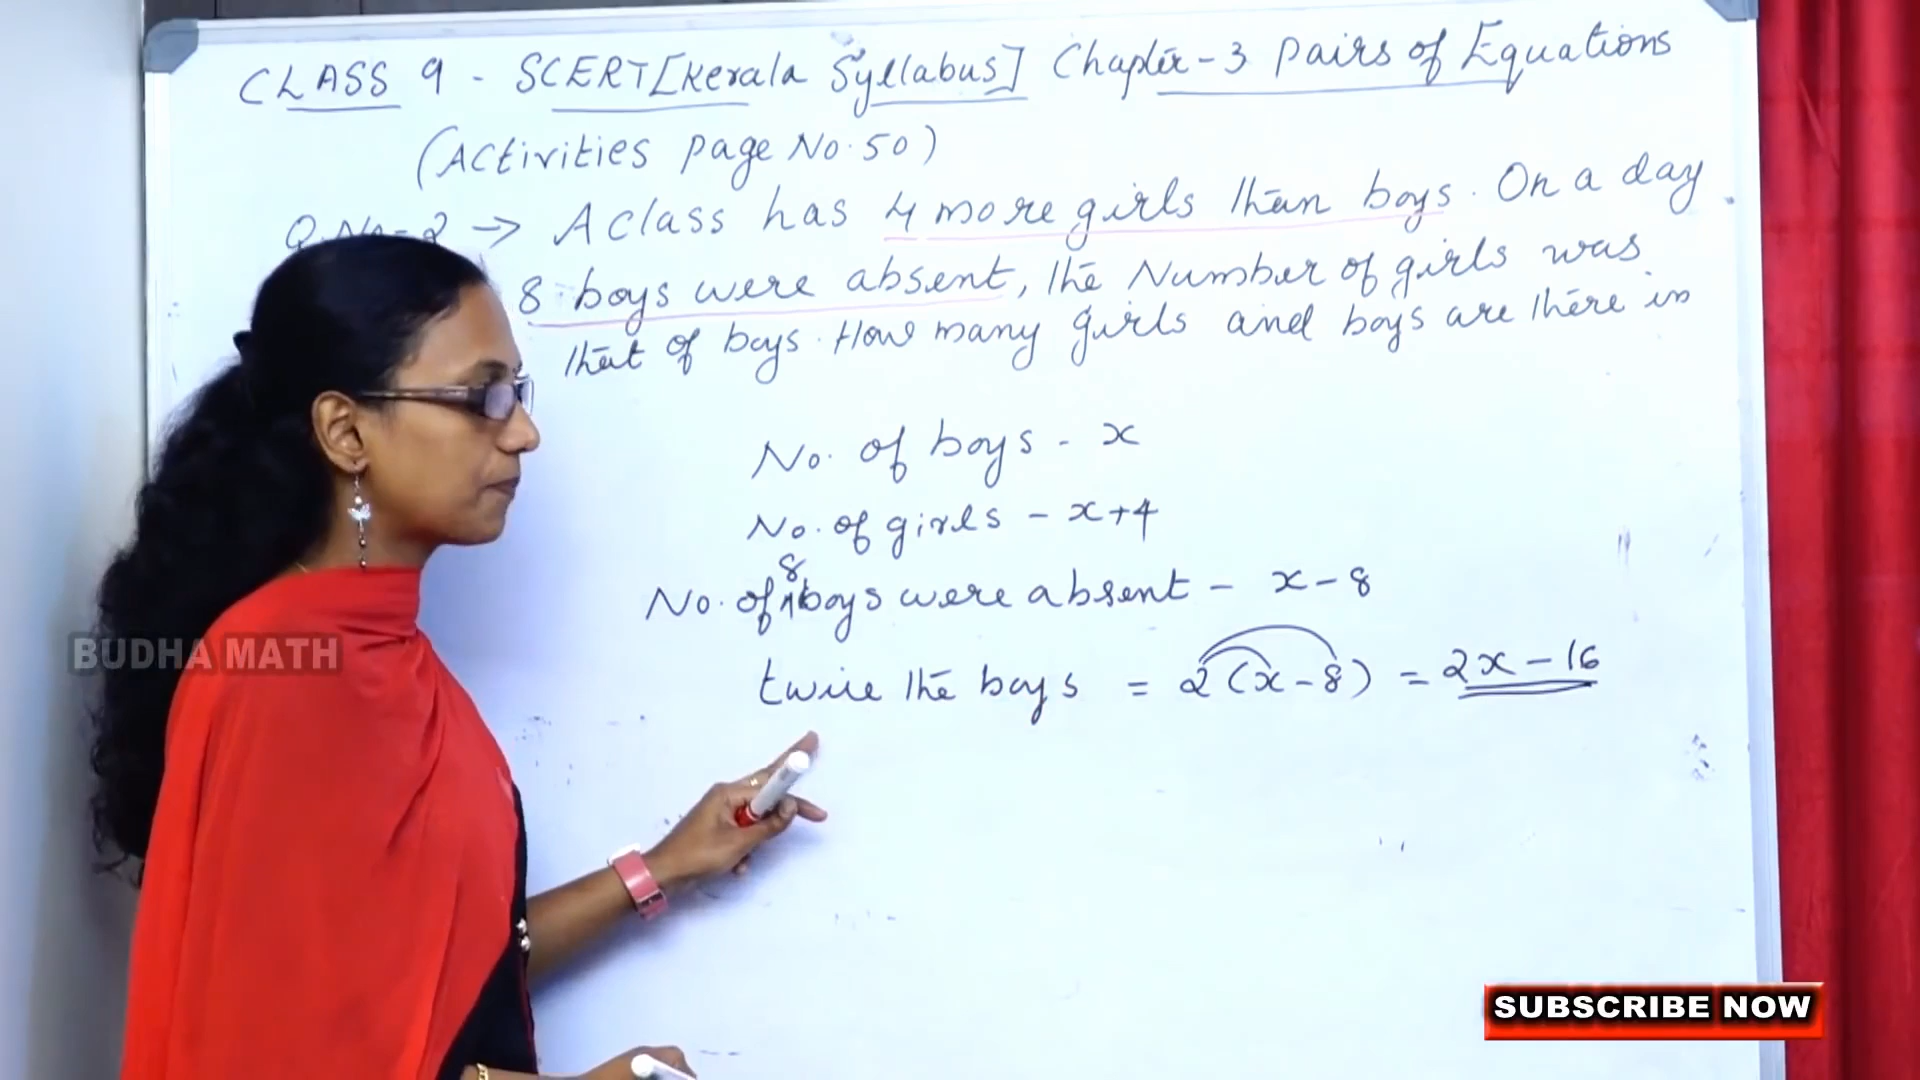 CLASS 9 - SCERT[Kerala Syllabus] Chapter-3 Pairs of Equations
(Activities page No.50)
Q.No-2 → A class has 4 more girls than boys. On a day
8 boys were absent, the Number of girls was
that of boys. How many girls and boys are there in
No. of boys - x
No. of girls - x+4
No. of 8 boys were absent - x-8
twice the boys = 2(x-8) = 2x-16
BUDHA MATH
SUBSCRIBE NOW